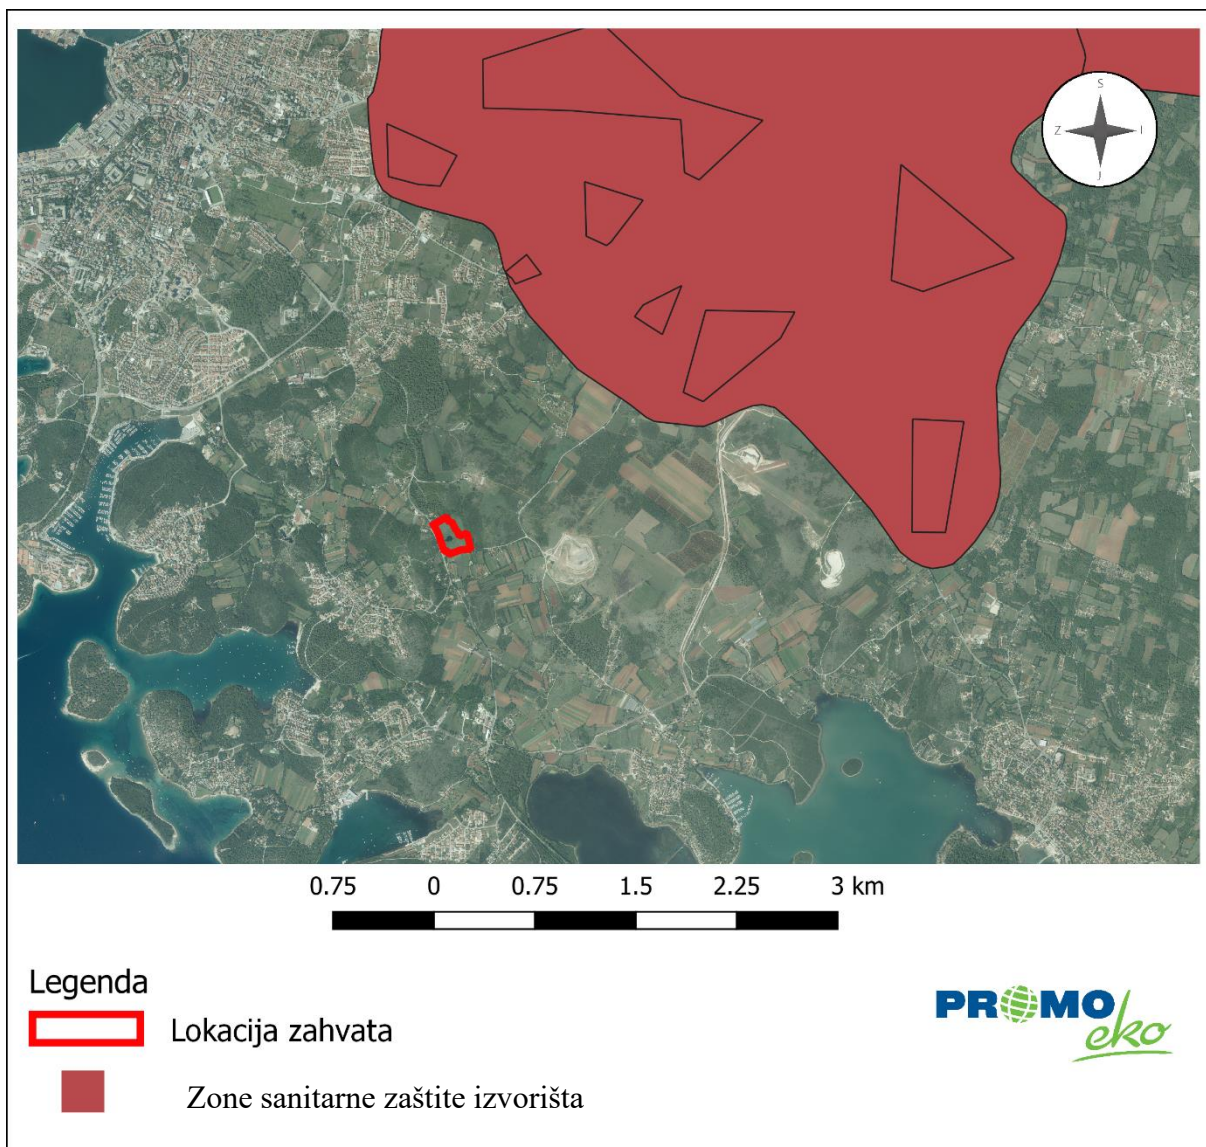 S
Z I
J
0.75 0 0.75 1.5 2.25 3 km
Legenda
Lokacija zahvata
Zone sanitarne zaštite izvorišta
PROMO
eko